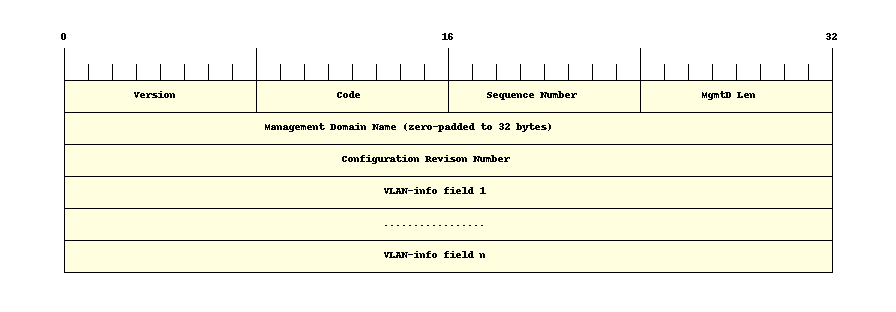 0 16 32
Version Code Sequence Number MgmtD Len
Management Domain Name (zero-padded to 32 bytes)
Configuration Revison Number
VLAN-info field 1
.................
VLAN-info field n